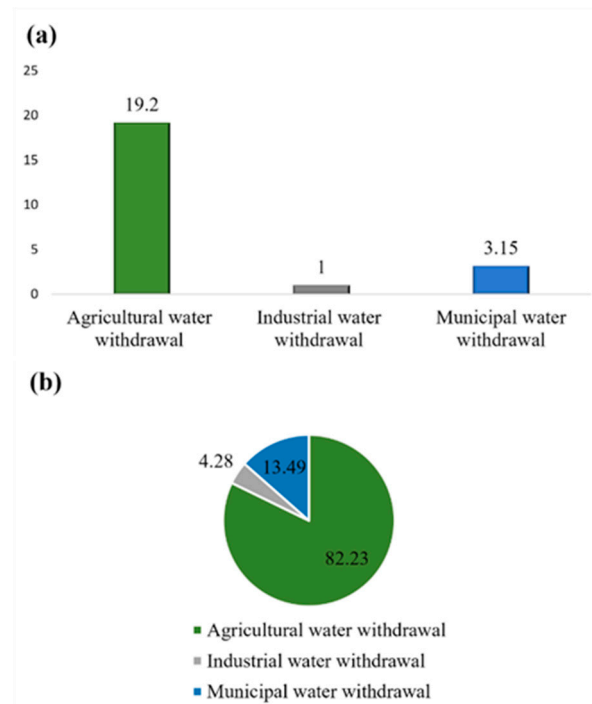 (a)
25
20
15
10
5
0
19.2
1
3.15
Agricultural water
withdrawal
Industrial water
withdrawal
Municipal water
withdrawal
(b)
4.28
13.49
82.23
Agricultural water withdrawal
Industrial water withdrawal
Municipal water withdrawal